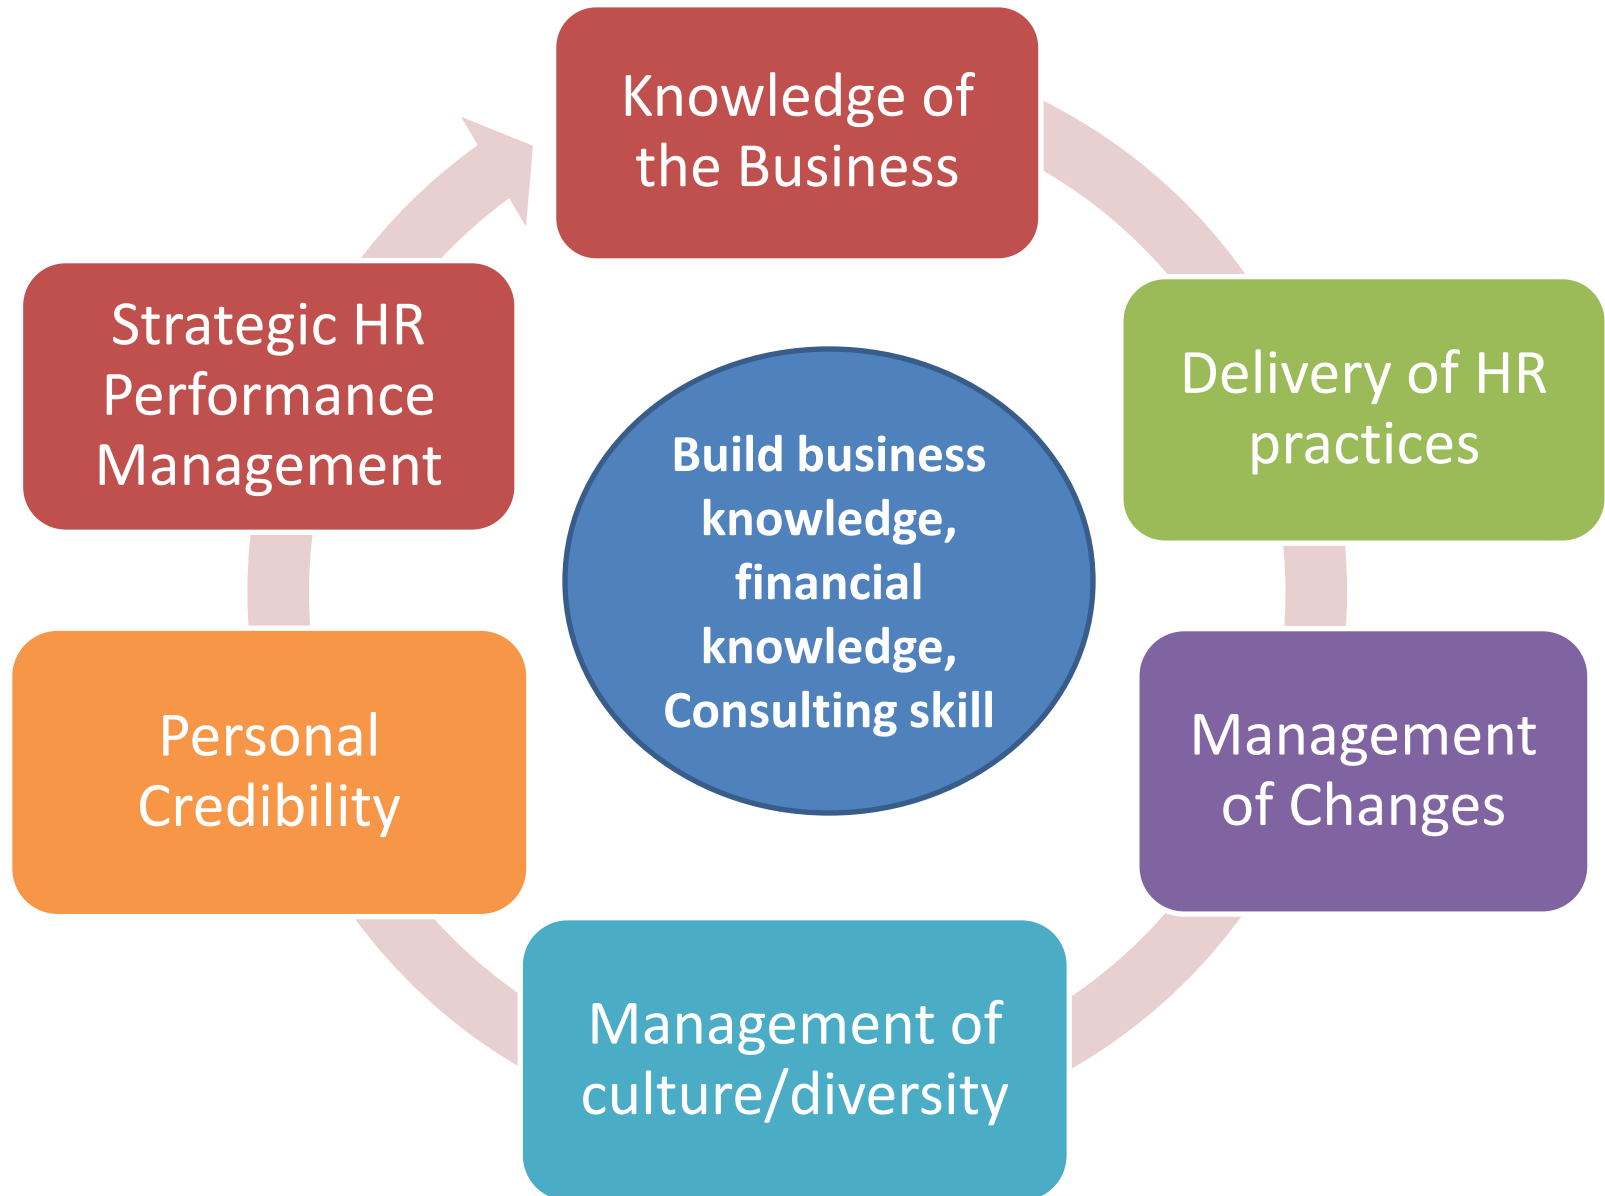 Knowledge of
the Business
Delivery of HR
practices
Management
of Changes
Management of
culture/diversity
Personal
Credibility
Strategic HR
Performance
Management
Build business
knowledge,
financial
knowledge,
Consulting skill